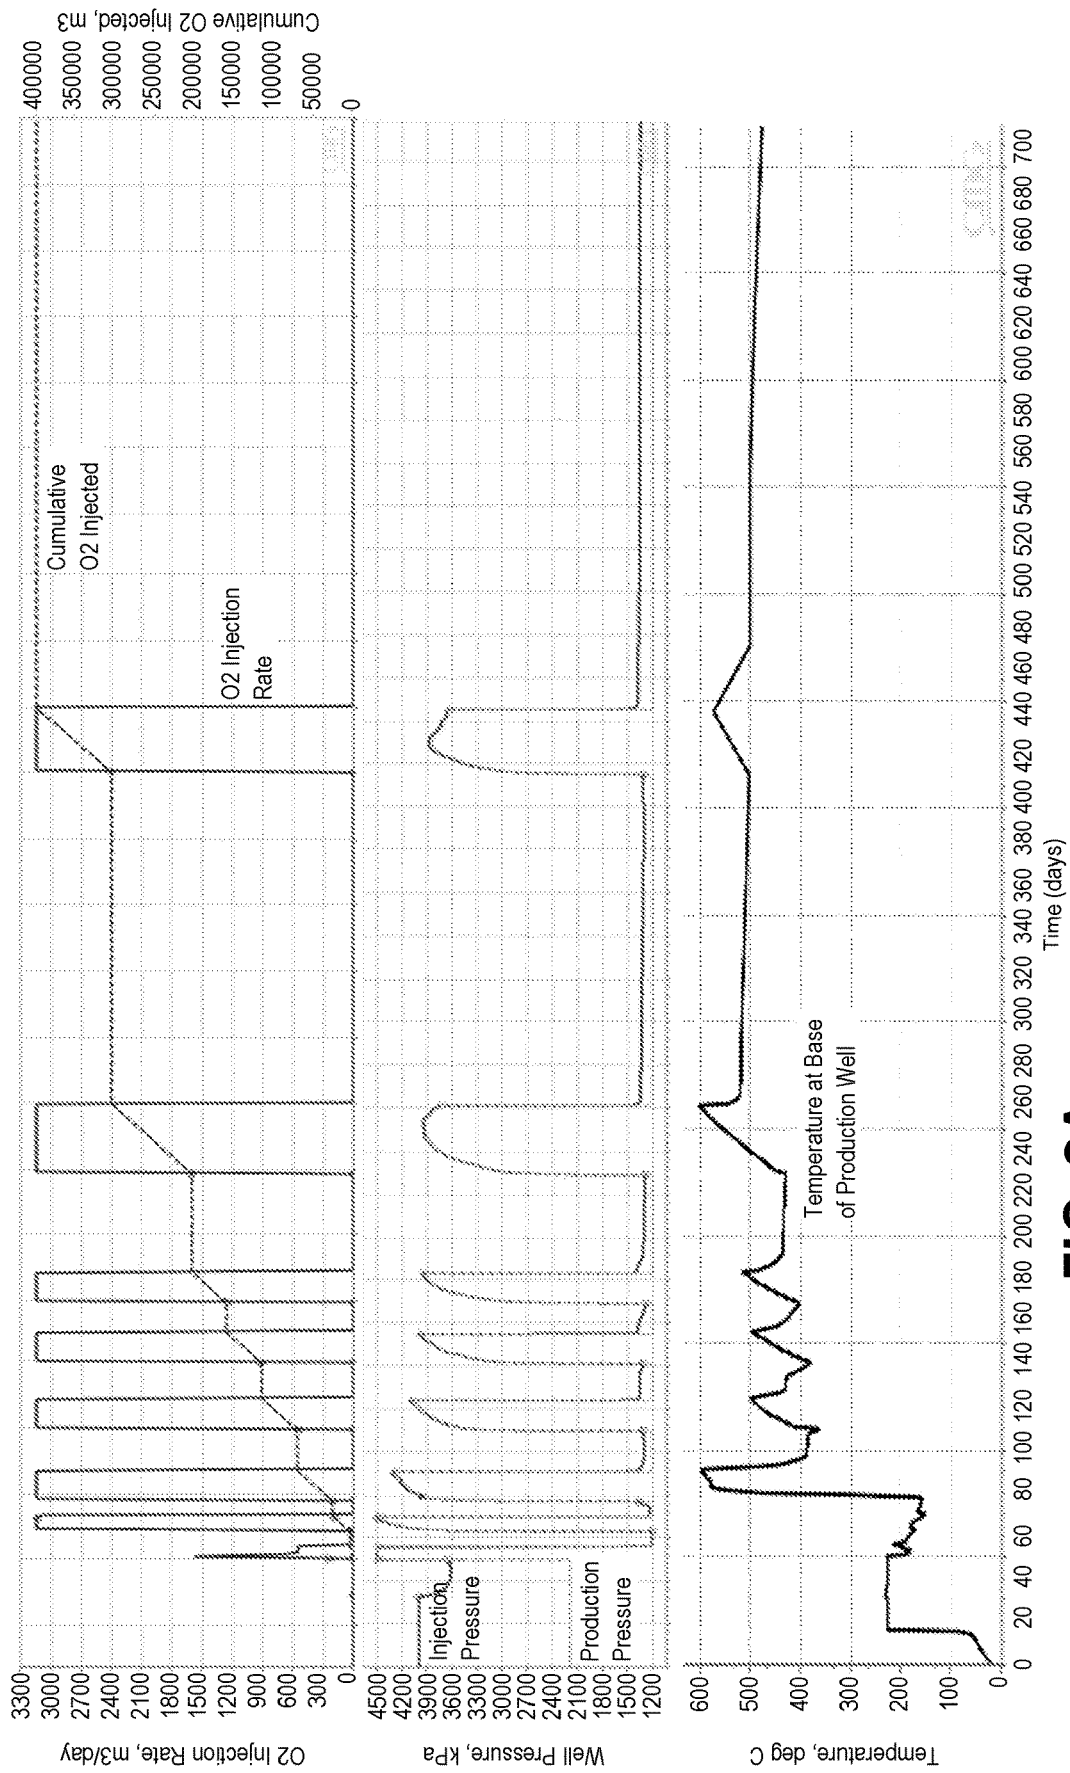 O2 Injection Rate, m3/day
3300
3000
2700
2400
2100
1800
1500
1200
900
600
300
0
Cumulative
O2 Injected
O2 Injection
Rate
Cumulative O2 Injected, m3
400000
350000
300000
250000
200000
150000
100000
50000
0
Well Pressure, kPa
4500
4200
3900
3600
3300
3000
2700
2400
2100
1800
1500
1200
Injection
Pressure
Production
Pressure
Temperature, deg C
600
500
400
300
200
100
0
Temperature at Base
of Production Well
0 20 40 60 80 100 120 140 160 180 200 220 240 260 280 300 320 340 360 380 400 420 440 460 480 500 520 540 560 580 600 620 640 660 680 700
Time (days)